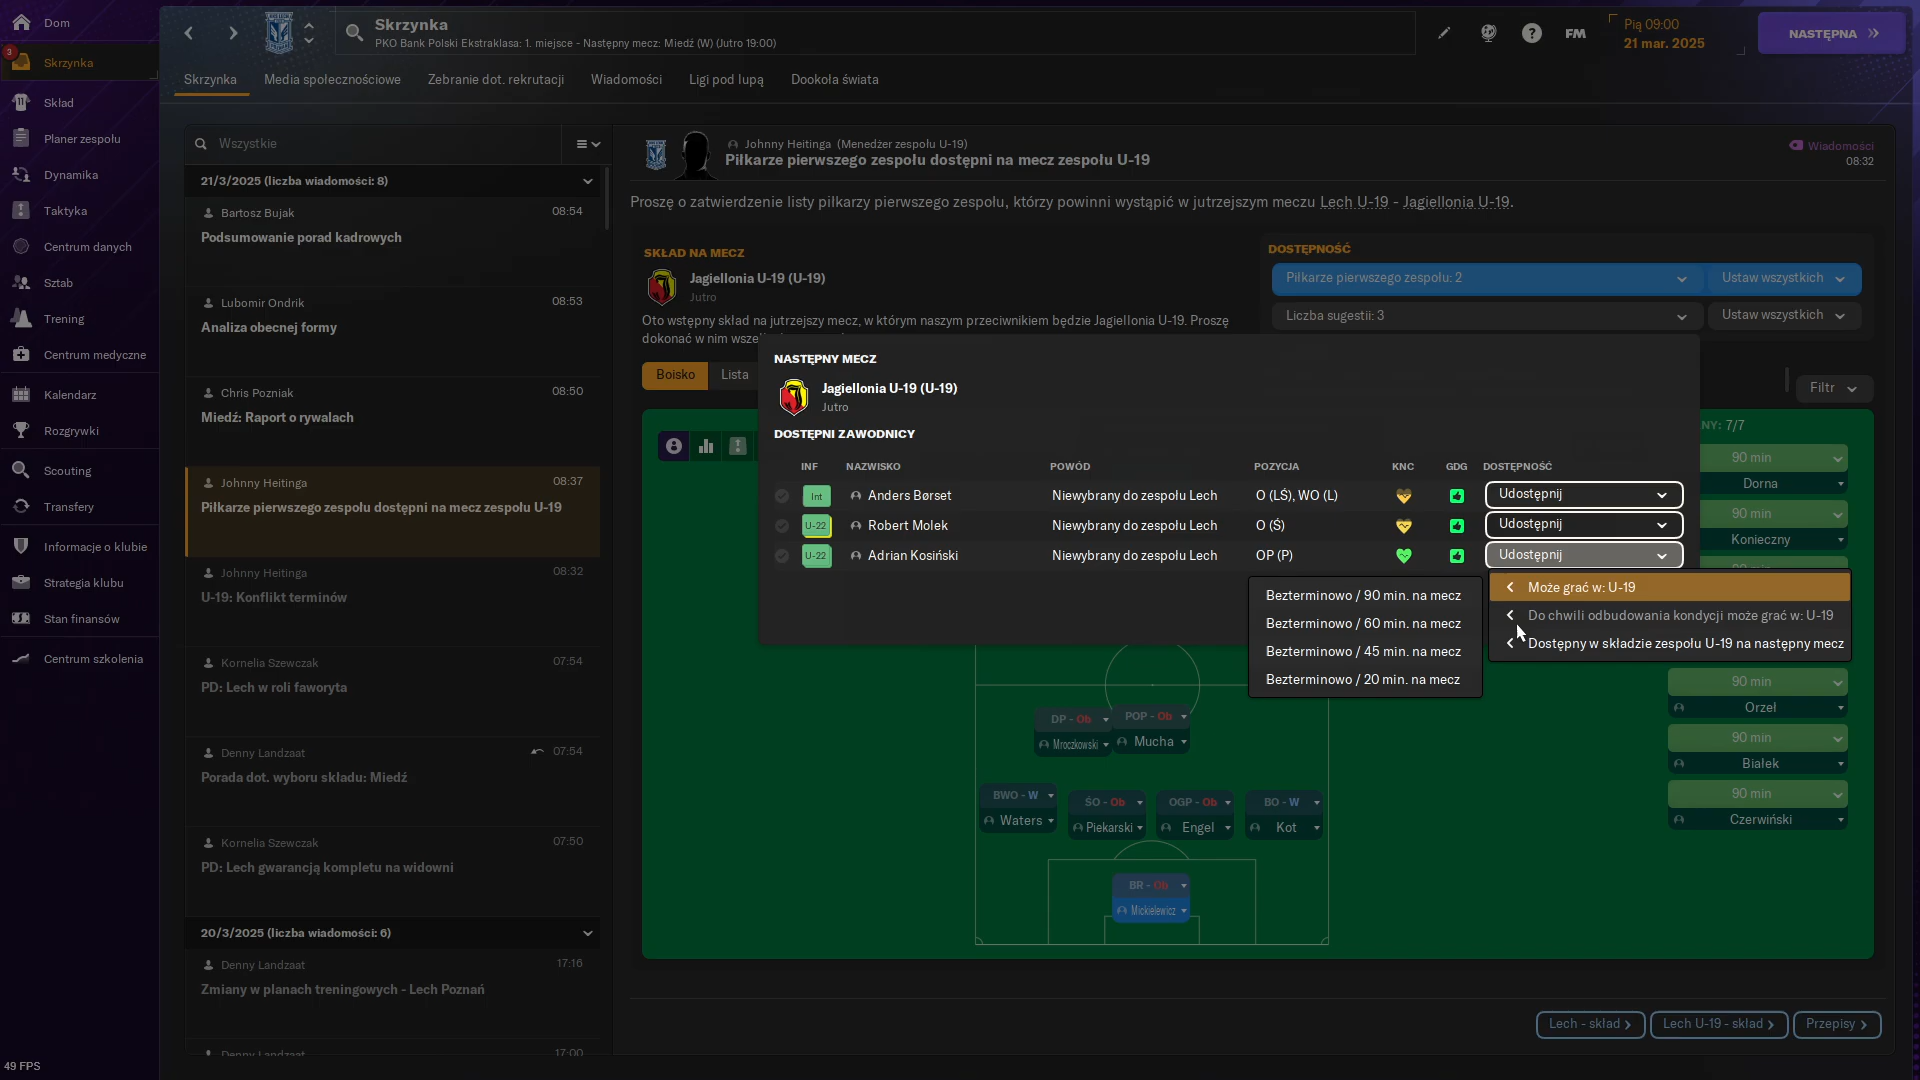 Dom
3
Skrzynka
Skład
Planer zespołu
Dynamika
Taktyka
Centrum danych
Sztab
Trening
Centrum medyczne
Kalendarz
Rozgrywki
Scouting
Transfery
Informacje o klubie
Strategia klubu
Stan finansów
Centrum szkolenia
49 FPS
Skrzynka
PKO Bank Polski Ekstraklasa: 1. miejsce - Następny mecz: Miedź (W) (Jutro 19:00)
FM
Pią 09:00
21 mar. 2025
NASTĘPNA
Skrzynka
Media społecznościowe
Zebranie dot. rekrutacji
Wiadomości
Ligi pod lupą
Dookoła świata
Wszystkie
21/3/2025 (liczba wiadomości: 8)
Bartosz Bujak 08:54
Podsumowanie porad kadrowych
Lubomir Ondrik 08:53
Analiza obecnej formy
Chris Pozniak 08:50
Miedź: Raport o rywalach
Johnny Heitinga 08:37
Piłkarze pierwszego zespołu dostępni na mecz zespołu U-19
Johnny Heitinga 08:32
U-19: Konflikt terminów
Kornelia Szewczak 07:54
PD: Lech w roli faworyta
Denny Landzaat 07:54
Porada dot. wyboru składu: Miedź
Kornelia Szewczak 07:50
PD: Lech gwarancją kompletu na widowni
20/3/2025 (liczba wiadomości: 6)
Denny Landzaat 17:16
Zmiany w planach treningowych - Lech Poznań
Denny Landzaat 17:00
Johnny Heitinga (Menedżer zespołu U-19)
Piłkarze pierwszego zespołu dostępni na mecz zespołu U-19
Wiadomości
08:32
Proszę o zatwierdzenie listy piłkarzy pierwszego zespołu, którzy powinni wystąpić w jutrzejszym meczu Lech U-19 - Jagiellonia U-19.
SKŁAD NA MECZ
Jagiellonia U-19 (U-19)
Jutro
Oto wstępny skład na jutrzejszy mecz, w którym naszym przeciwnikiem będzie Jagiellonia U-19. Proszę
dokonać w nim
DOSTĘPNOŚĆ
Piłkarze pierwszego zespołu: 2 Ustaw wszystkich
Liczba sugestii: 3 Ustaw wszystkich
Boisko
Lista
Filtr
NASTĘPNY MECZ
Jagiellonia U-19 (U-19)
Jutro
DOSTĘPNI ZAWODNICY
INF NAZWISKO POWÓD POZYCJA KNC GDG DOSTĘPNOŚĆ
Int Anders Børset Niewybrany do zespołu Lech O (LŚ), WO (L) Udostępnij
U-22 Robert Molek Niewybrany do zespołu Lech O (Ś) Udostępnij
U-22 Adrian Kosiński Niewybrany do zespołu Lech OP (P) Udostępnij
Może grać w: U-19
Do chwili odbudowania kondycji może grać w: U-19
Dostępny w składzie zespołu U-19 na następny mecz
Bezterminowo / 90 min. na mecz
Bezterminowo / 60 min. na mecz
Bezterminowo / 45 min. na mecz
Bezterminowo / 20 min. na mecz
NY: 7/7
90 min
Dorna
90 min
Konieczny
90 min
Orzeł
90 min
Białek
90 min
Czerwiński
DP - Ob
Mroczkowski
POP - Ob
Mucha
BWO - W
Waters
ŚO - Ob
Piekarski
OGP - Ob
Engel
BO - W
Kot
BR - Ob
Mickielewicz
Lech - skład
Lech U-19 - skład
Przepisy